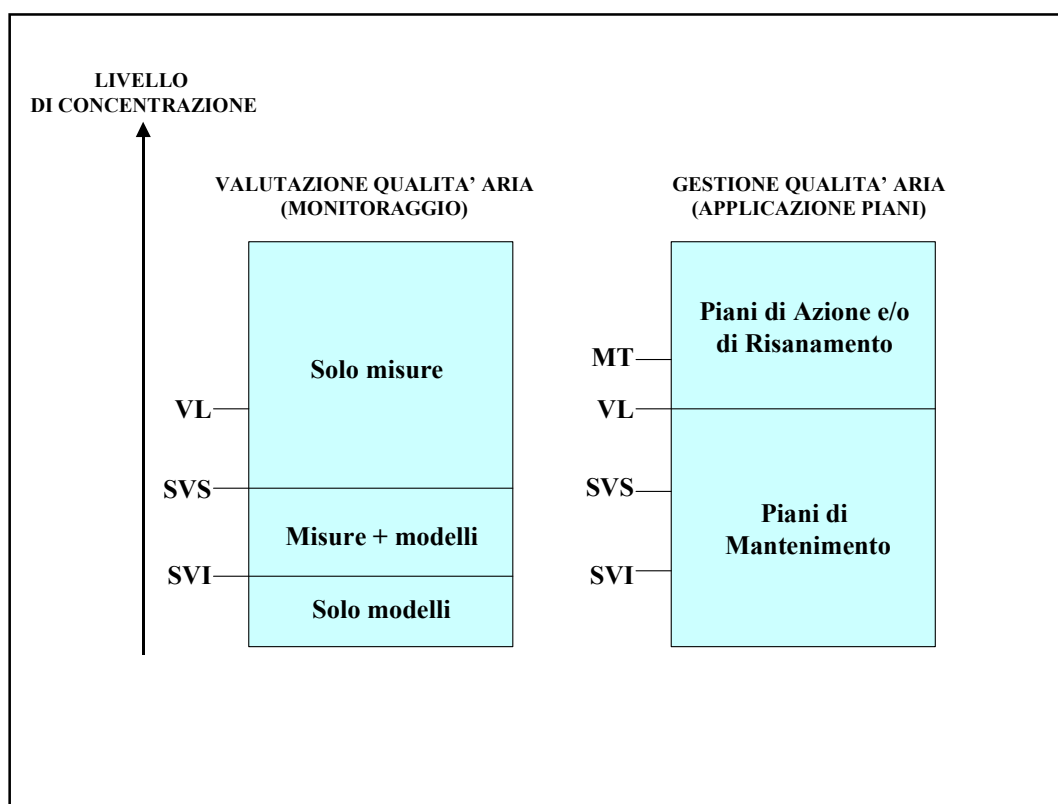 LIVELLO
DI CONCENTRAZIONE
VALUTAZIONE QUALITA’ ARIA
(MONITORAGGIO)
Solo misure
VL
SVS
Misure + modelli
SVI
Solo modelli
GESTIONE QUALITA’ ARIA
(APPLICAZIONE PIANI)
Piani di Azione e/o
di Risanamento
MT
VL
SVS
Piani di
Mantenimento
SVI